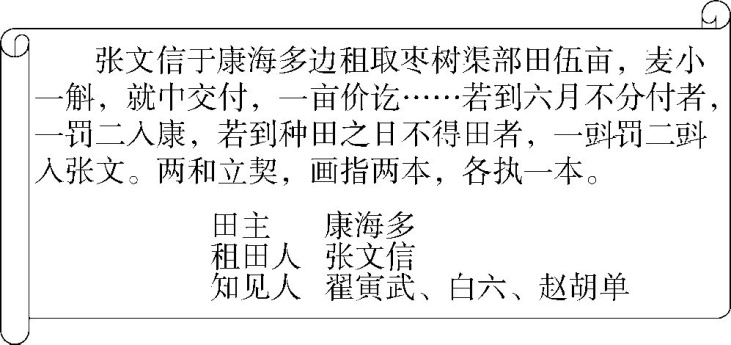 张文信于康海多边租取枣树渠部田伍亩，麦小
一斛，就中交付，一亩价讫……若到六月不分付者，
一罚二入康，若到种田之日不得田者，一㪷罚二㪷
入张文。两和立契，画指两本，各执一本。
田主 康海多
租田人 张文信
知见人 翟寅武、白六、赵胡单